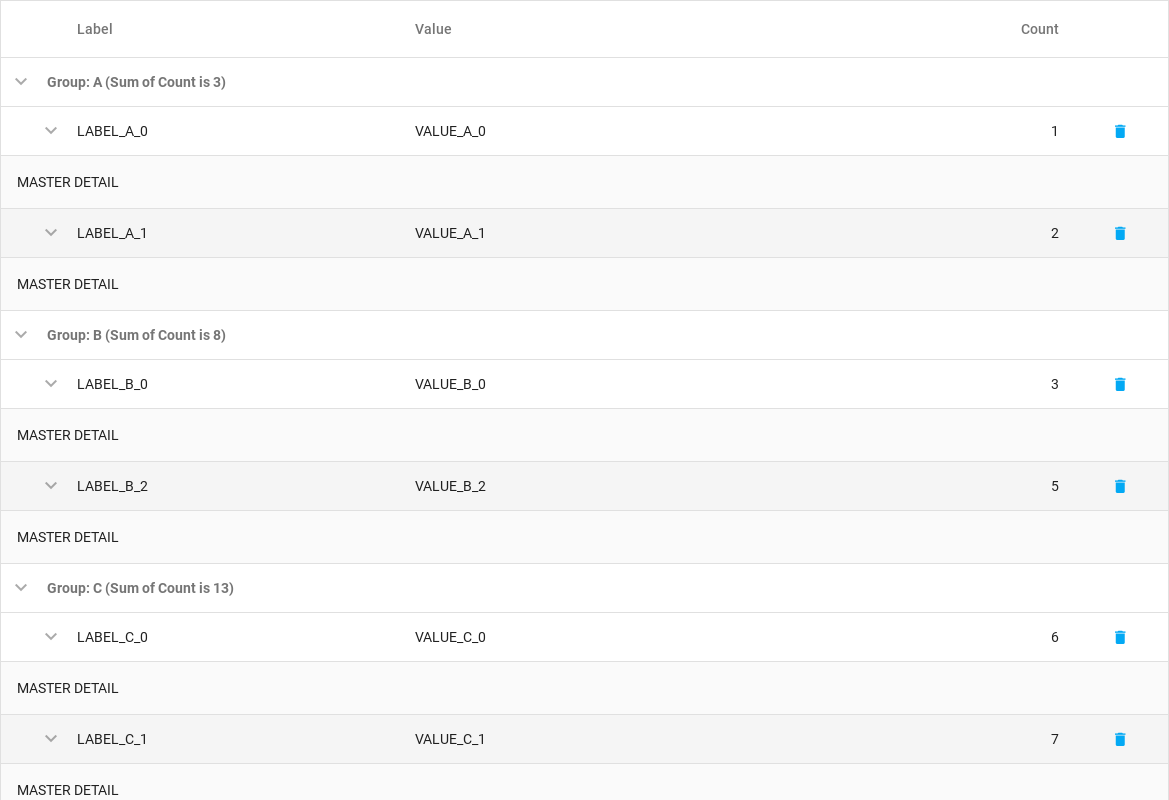 Label Value Count
Group: A (Sum of Count is 3)
LABEL_A_0 VALUE_A_0 1
MASTER DETAIL
LABEL_A_1 VALUE_A_1 2
MASTER DETAIL
Group: B (Sum of Count is 8)
LABEL_B_0 VALUE_B_0 3
MASTER DETAIL
LABEL_B_2 VALUE_B_2 5
MASTER DETAIL
Group: C (Sum of Count is 13)
LABEL_C_0 VALUE_C_0 6
MASTER DETAIL
LABEL_C_1 VALUE_C_1 7
MASTER DETAIL